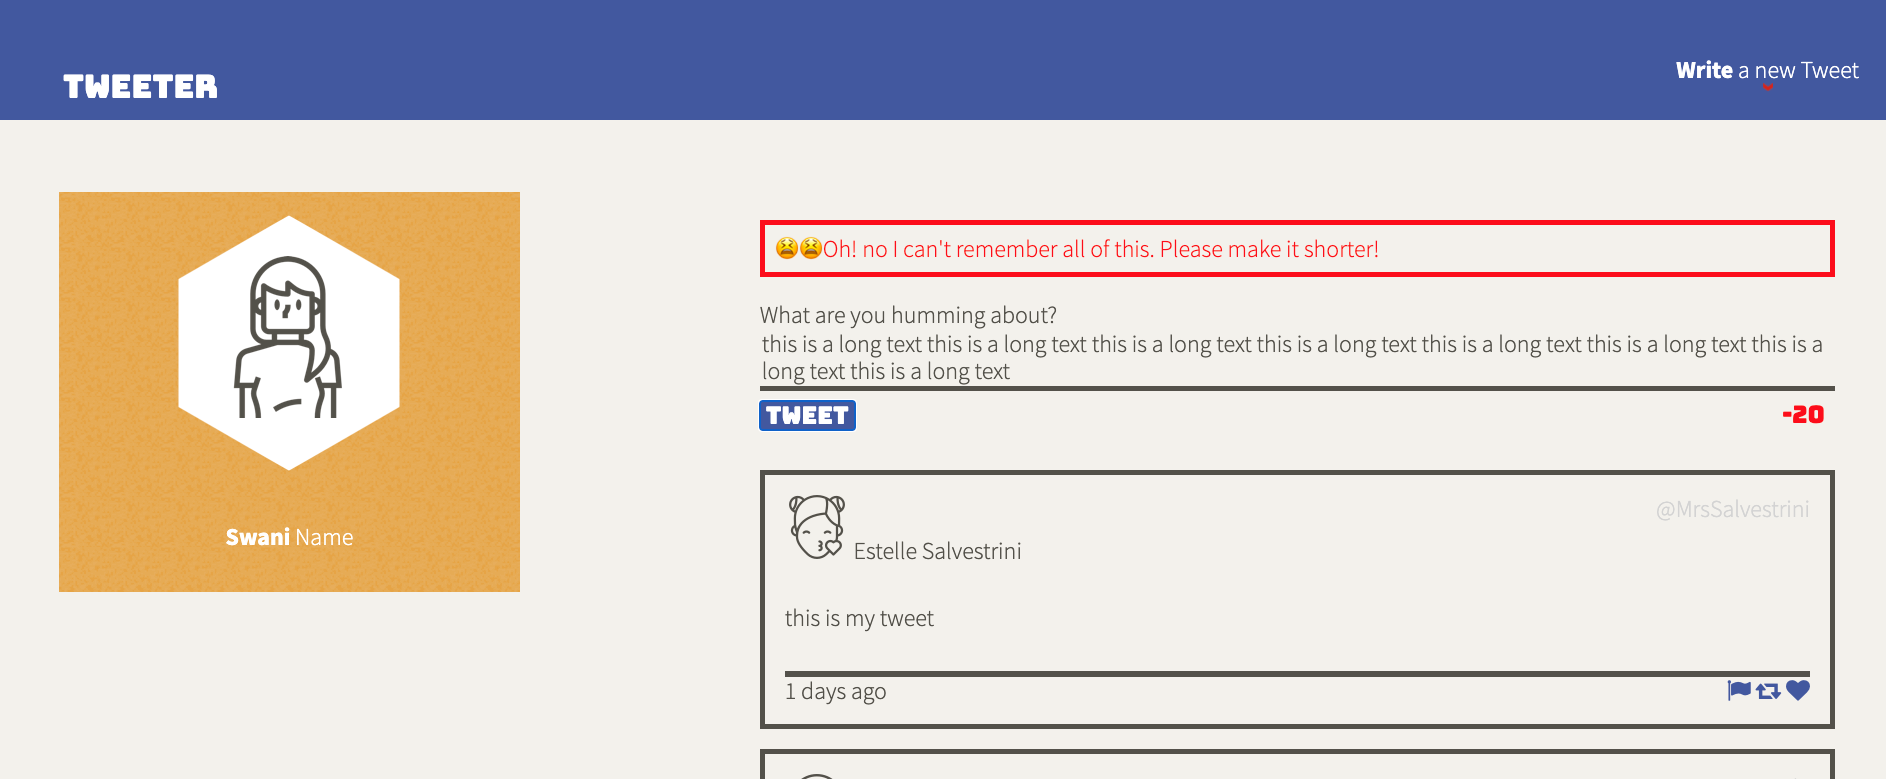 TWEETER
Write a new Tweet
Swani Name
😫😫Oh! no I can't remember all of this. Please make it shorter!
What are you humming about?
this is a long text this is a long text this is a long text this is a long text this is a long text this is a long text this is a
long text this is a long text
TWEET
-20
@MrsSalvestrini
Estelle Salvestrini
this is my tweet
1 days ago